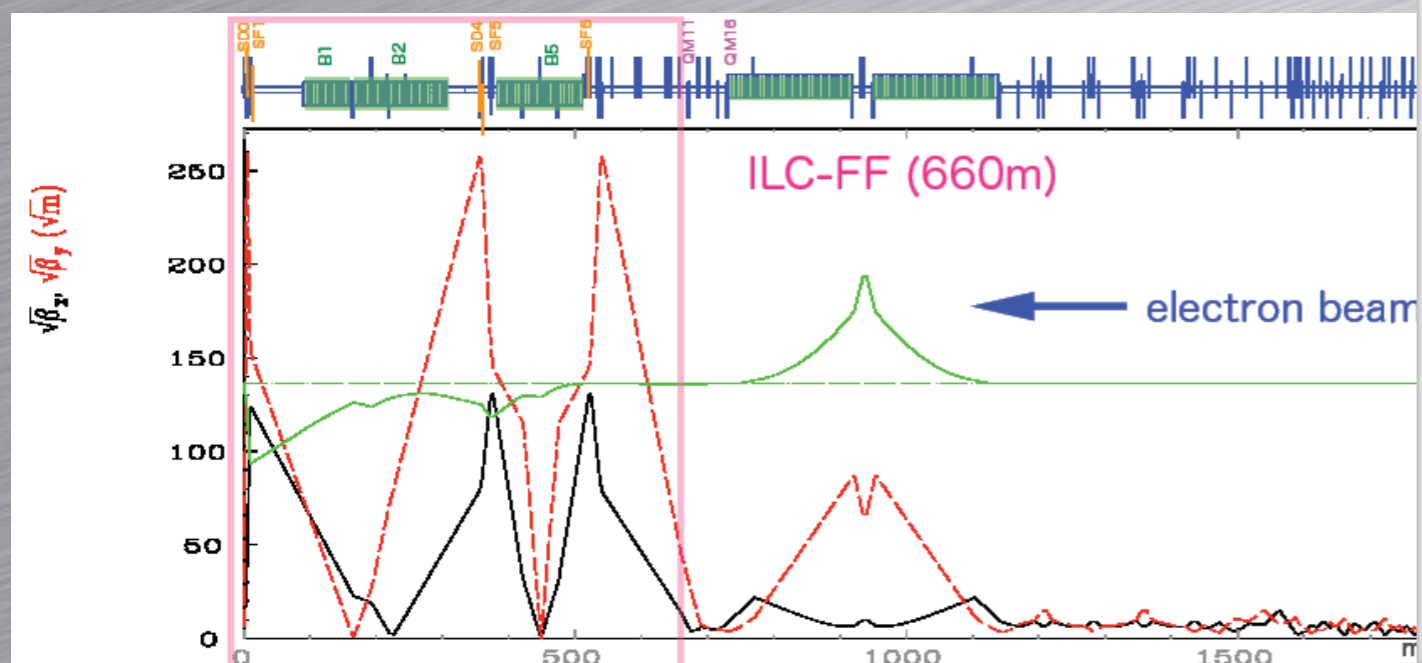 SD0
SF1
B1
B2
SD4
SF5
B5
SF6
QM11
QM16
ILC-FF (660m)
electron beam
√βx, √βy (√m)
250
200
150
100
50
0
0
500
1000
1500
m